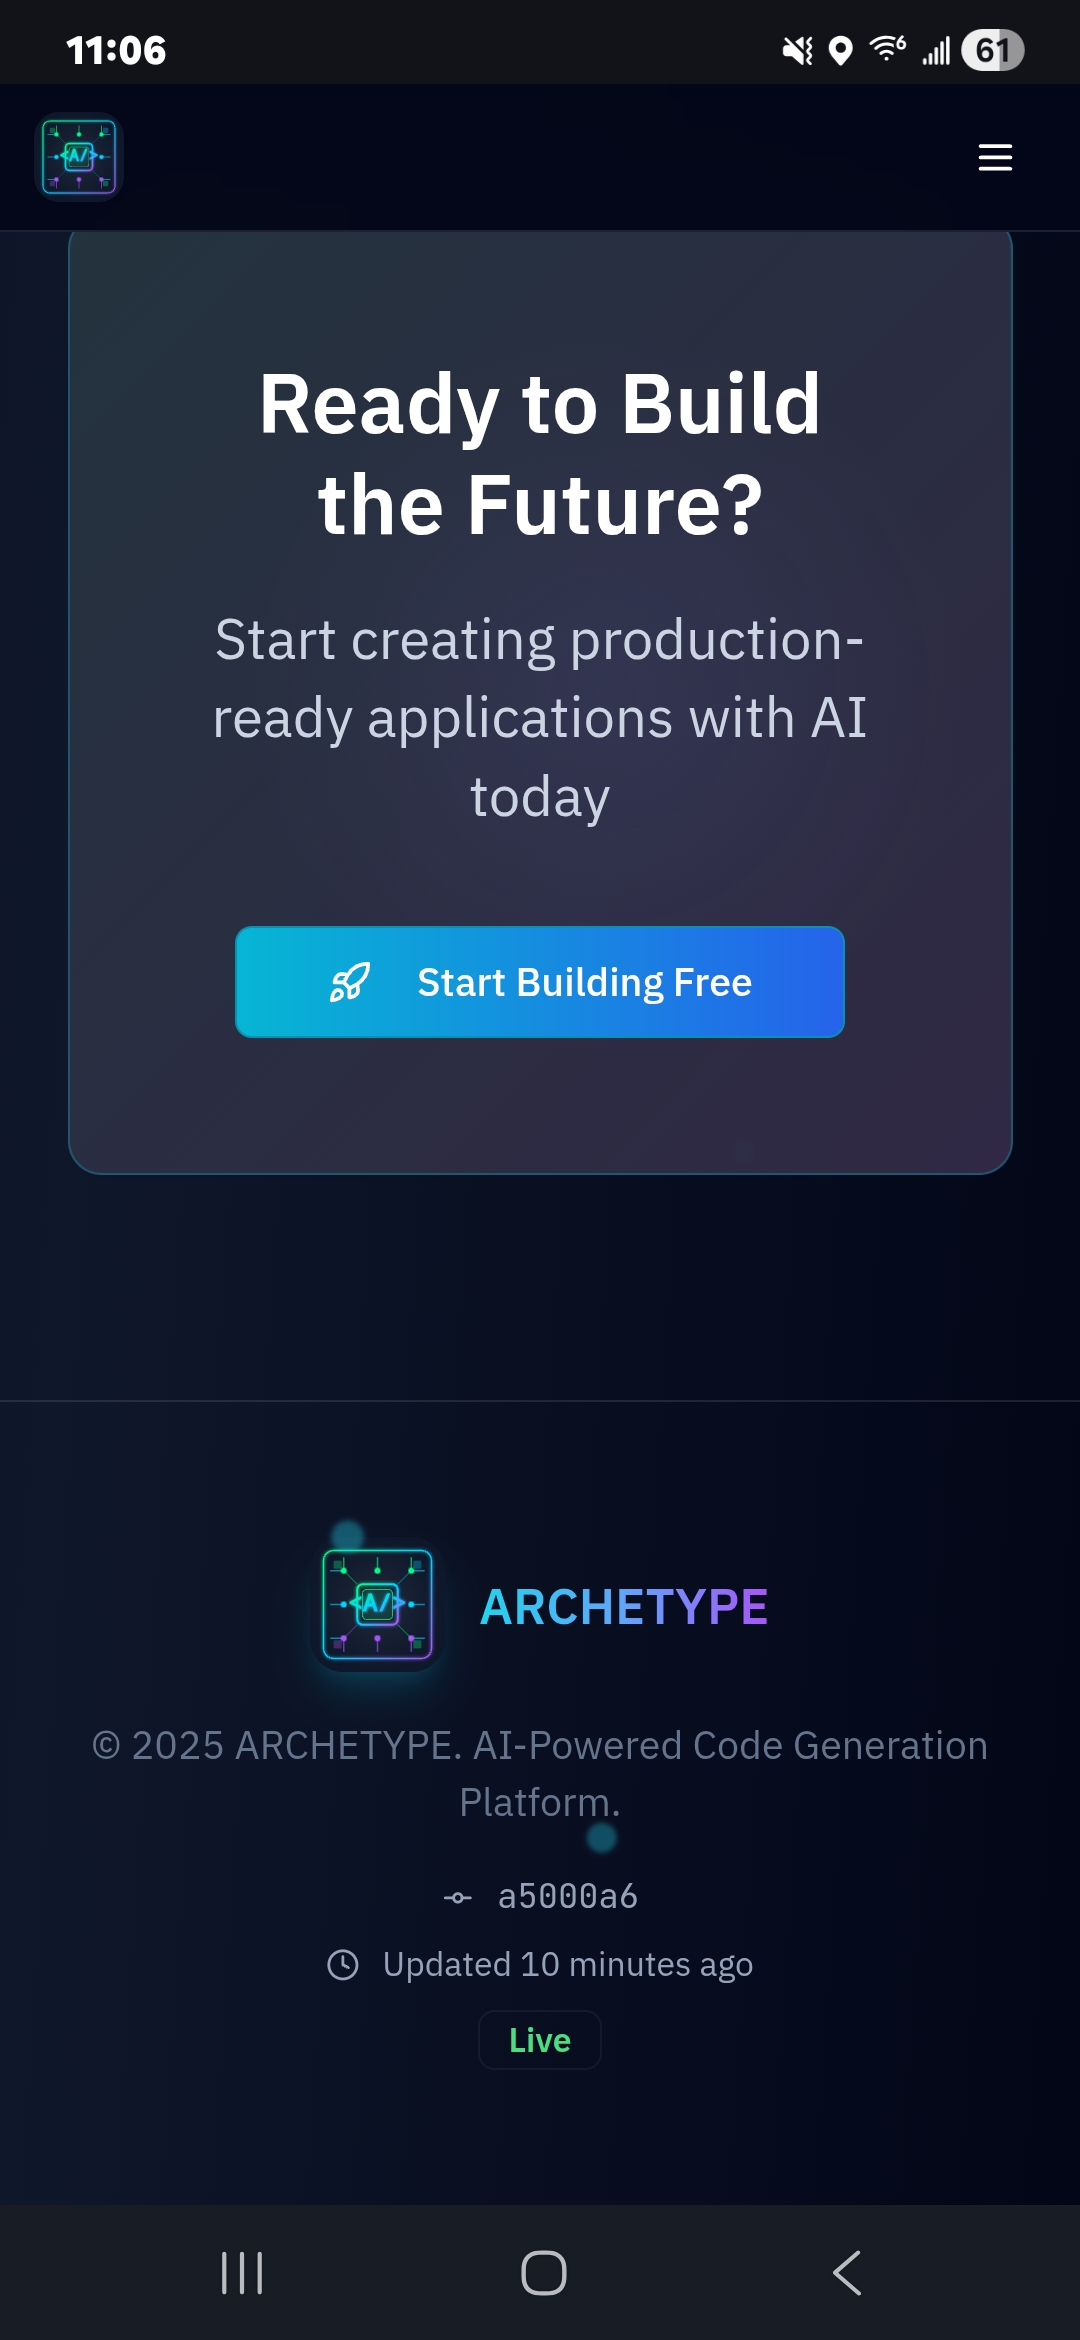 11:06
6
61
<A/>
Ready to Build
the Future?
Start creating production-
ready applications with AI
today
Start Building Free
<A/>
ARCHETYPE
© 2025 ARCHETYPE. AI-Powered Code Generation
Platform.
a5000a6
Updated 10 minutes ago
Live